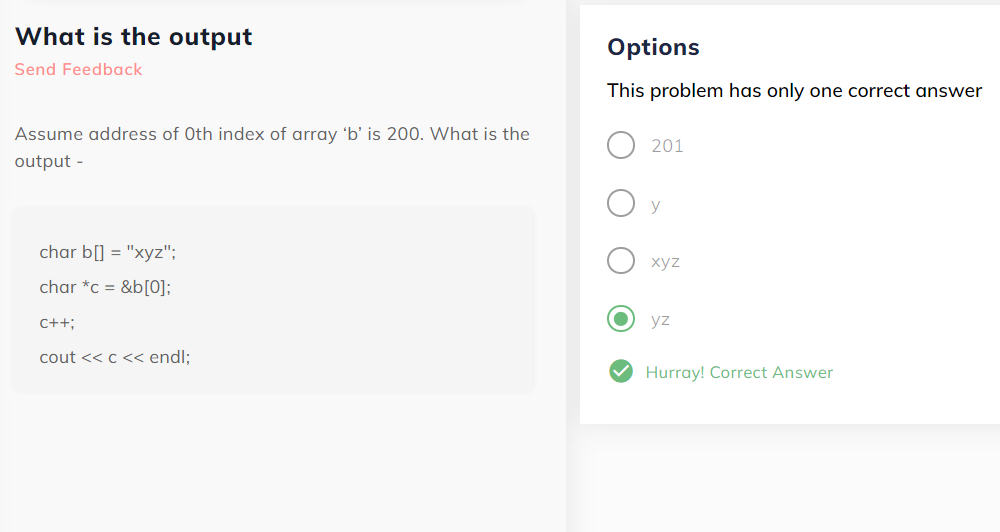 What is the output
Send Feedback
Assume address of 0th index of array ‘b’ is 200. What is the
output -
char b[] = "xyz";
char *c = &b[0];
c++;
cout << c << endl;
Options
This problem has only one correct answer
201
y
xyz
yz
Hurray! Correct Answer